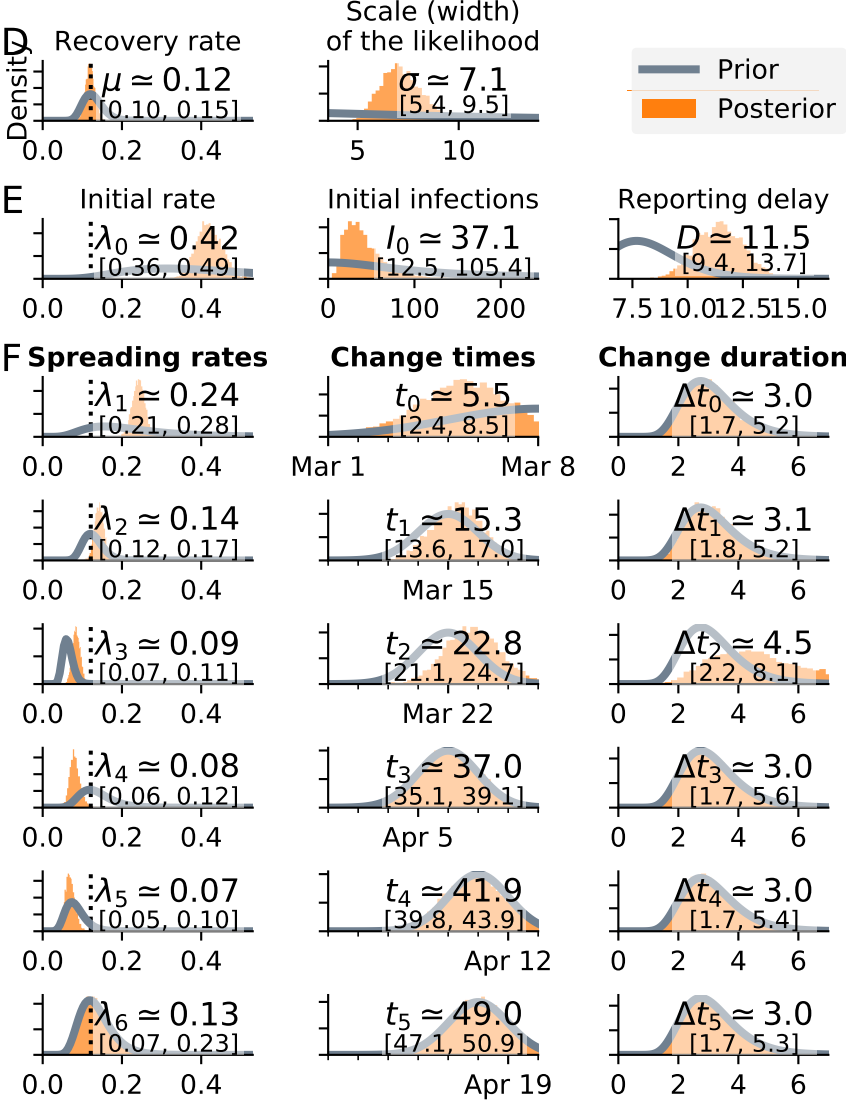 D
Density
Recovery rate
μ ≃ 0.12
[0.10, 0.15]
0.0 0.2 0.4
Scale (width)
of the likelihood
σ ≃ 7.1
[5.4, 9.5]
5 10
Prior
Posterior
E
Initial rate
λ0 ≃ 0.42
[0.36, 0.49]
0.0 0.2 0.4
Initial infections
I0 ≃ 37.1
[12.5, 105.4]
0 100 200
Reporting delay
D ≃ 11.5
[9.4, 13.7]
7.5 10.0 12.5 15.0
F
Spreading rates Change times Change duration
λ1 ≃ 0.24
[0.21, 0.28]
0.0 0.2 0.4
t0 ≃ 5.5
[2.4, 8.5]
Mar 1 Mar 8
Δt0 ≃ 3.0
[1.7, 5.2]
0 2 4 6
λ2 ≃ 0.14
[0.12, 0.17]
0.0 0.2 0.4
t1 ≃ 15.3
[13.6, 17.0]
Mar 15
Δt1 ≃ 3.1
[1.8, 5.2]
0 2 4 6
λ3 ≃ 0.09
[0.07, 0.11]
0.0 0.2 0.4
t2 ≃ 22.8
[21.1, 24.7]
Mar 22
Δt2 ≃ 4.5
[2.2, 8.1]
0 2 4 6
λ4 ≃ 0.08
[0.06, 0.12]
0.0 0.2 0.4
t3 ≃ 37.0
[35.1, 39.1]
Apr 5
Δt3 ≃ 3.0
[1.7, 5.6]
0 2 4 6
λ5 ≃ 0.07
[0.05, 0.10]
0.0 0.2 0.4
t4 ≃ 41.9
[39.8, 43.9]
Apr 12
Δt4 ≃ 3.0
[1.7, 5.4]
0 2 4 6
λ6 ≃ 0.13
[0.07, 0.23]
0.0 0.2 0.4
t5 ≃ 49.0
[47.1, 50.9]
Apr 19
Δt5 ≃ 3.0
[1.7, 5.3]
0 2 4 6